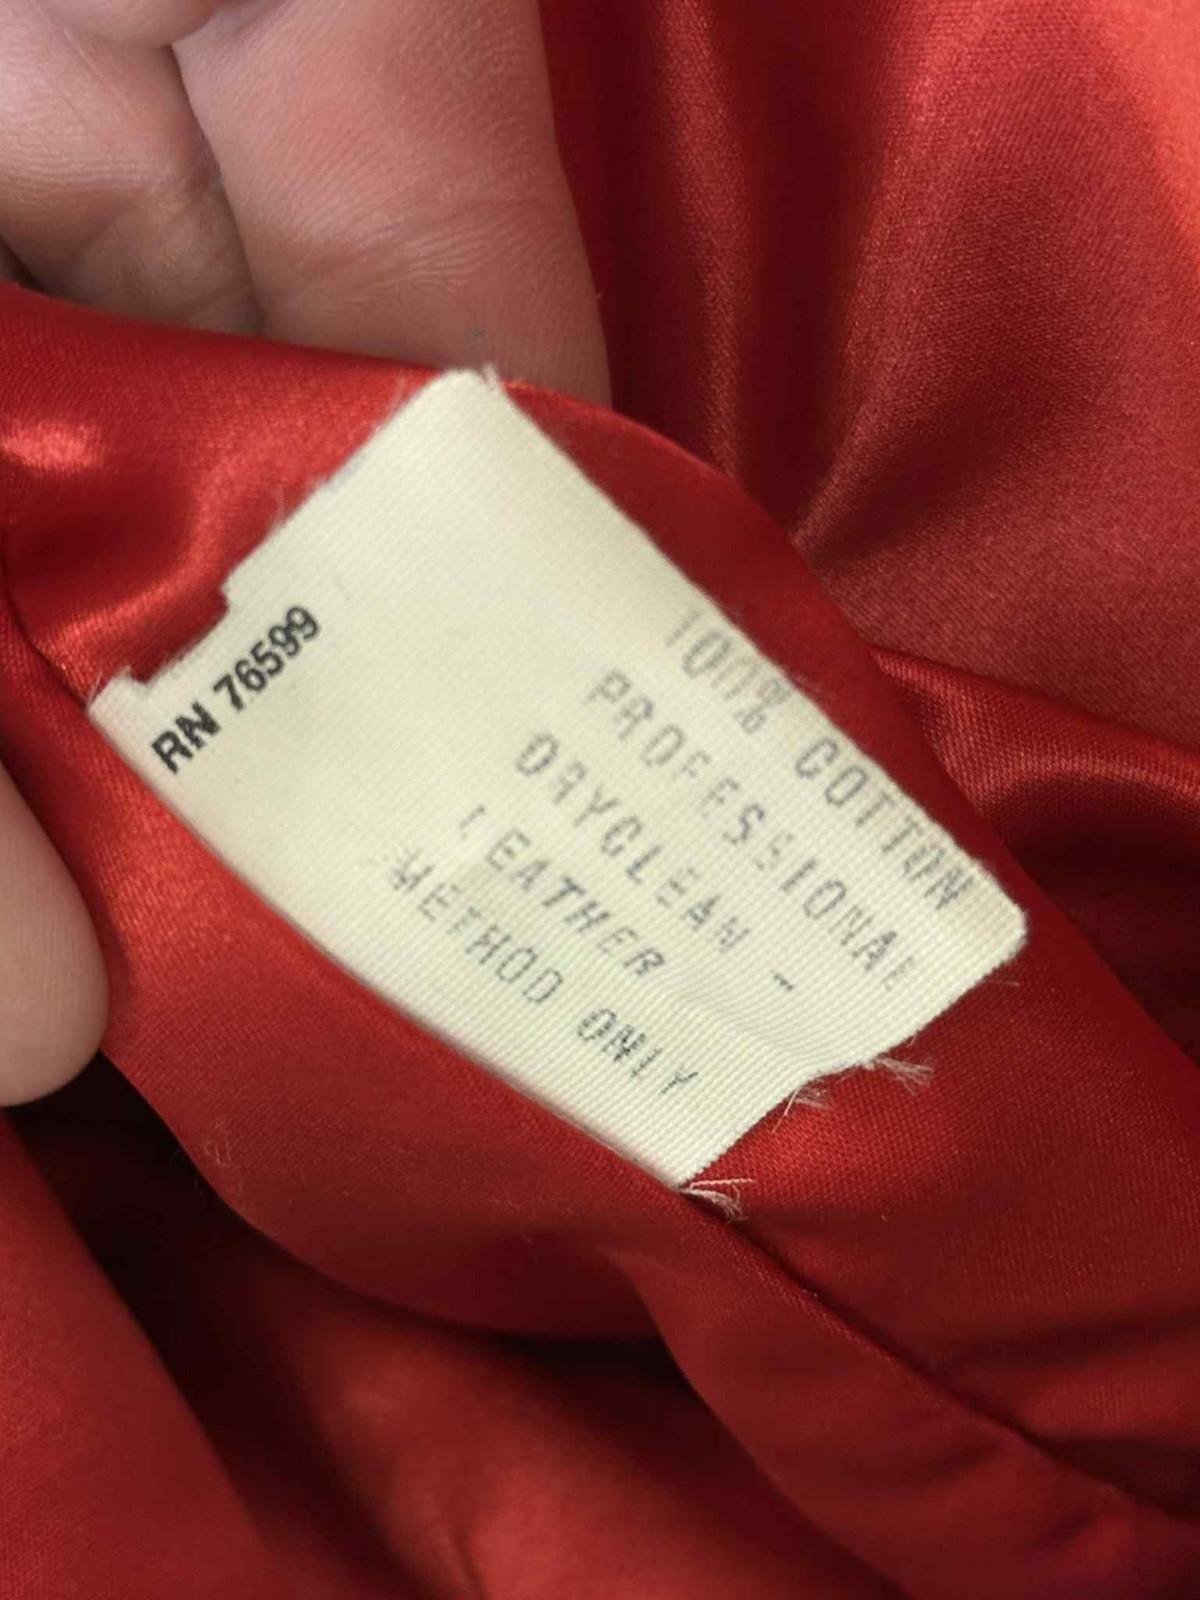 100% COTTON
PROFESSIONAL
DRYCLEAN -
LEATHER
METHOD ONLY
RN 76599